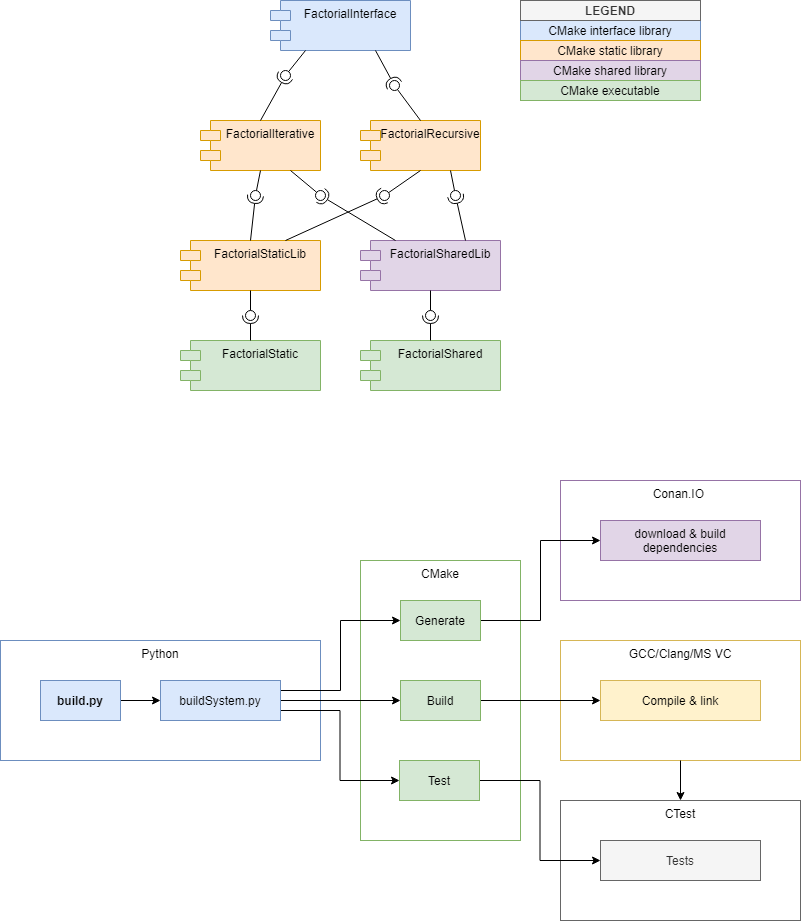 FactorialInterface
LEGEND
CMake interface library
CMake static library
CMake shared library
CMake executable
FactorialIterative
FactorialRecursive
FactorialStaticLib
FactorialSharedLib
FactorialStatic
FactorialShared
Conan.IO
download & build
dependencies
CMake
Generate
Python
build.py
buildSystem.py
Build
GCC/Clang/MS VC
Compile & link
Test
CTest
Tests